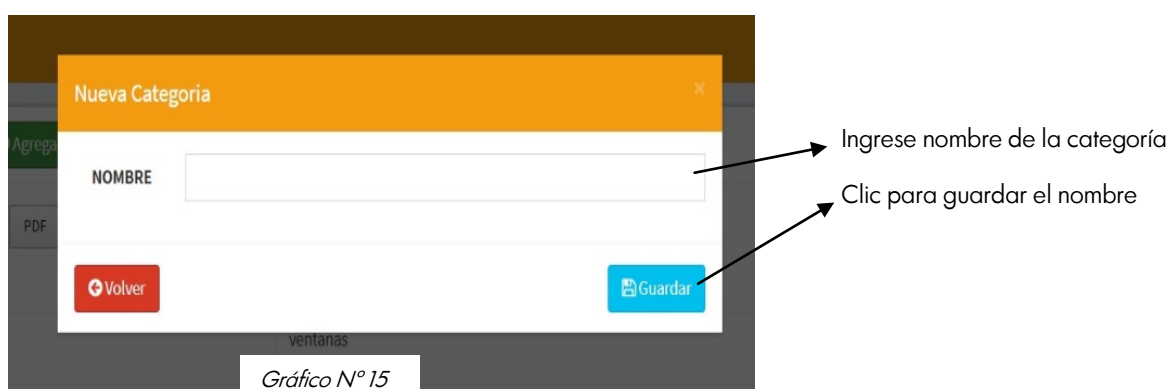 Nueva Categoria
×
Agrega
NOMBRE
PDF
Volver
Guardar
ventanas
Gráfico N° 15
Ingrese nombre de la categoría
Clic para guardar el nombre